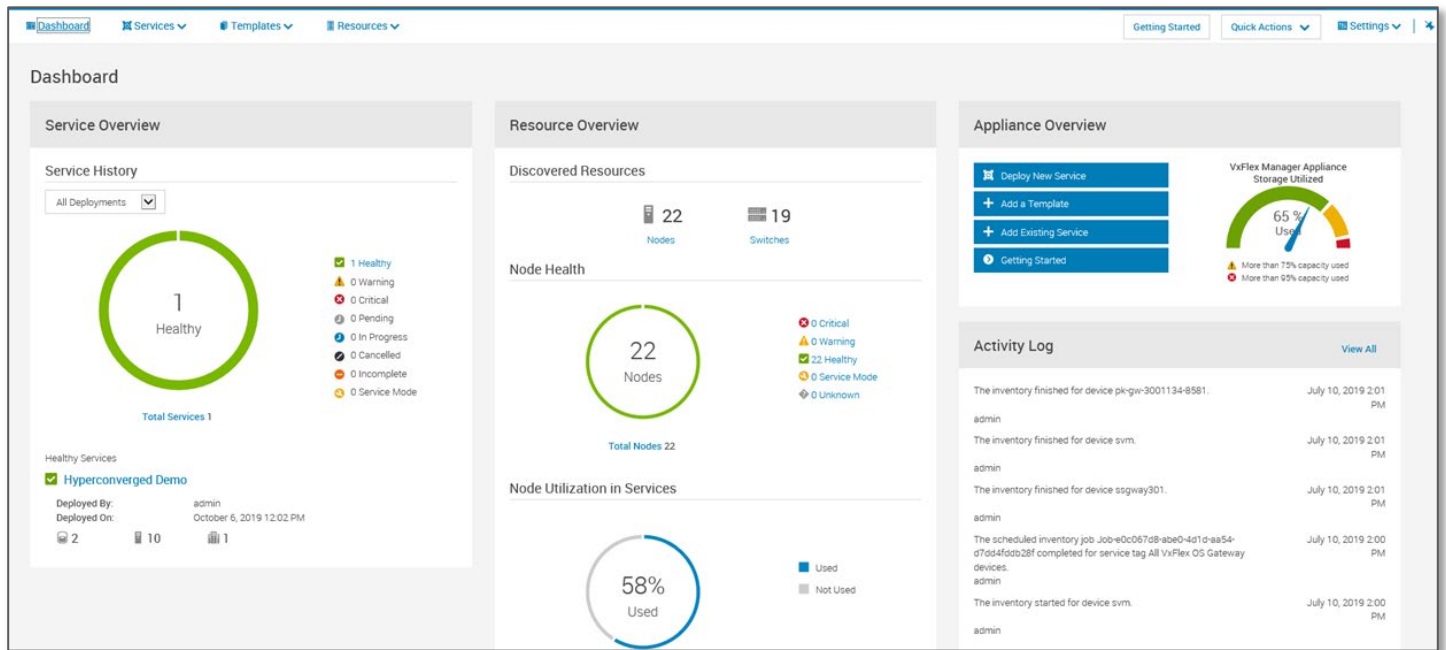 Dashboard
Services
Templates
Resources
Getting Started
Quick Actions
Settings
Dashboard
Service Overview
Service History
All Deployments
1
Healthy
1 Healthy
0 Warning
0 Critical
0 Pending
0 In Progress
0 Cancelled
0 Incomplete
0 Service Mode
Total Services 1
Healthy Services
Hyperconverged Demo
Deployed By: admin
Deployed On: October 6, 2019 12:02 PM
2 10 1
Resource Overview
Discovered Resources
22 19
Nodes Switches
Node Health
22
Nodes
0 Critical
0 Warning
22 Healthy
0 Service Mode
0 Unknown
Total Nodes 22
Node Utilization in Services
58%
Used
Used
Not Used
Appliance Overview
Deploy New Service
Add a Template
Add Existing Service
Getting Started
VxFlex Manager Appliance
Storage Utilized
65 %
Used
More than 75% capacity used
More than 95% capacity used
Activity Log
View All
The inventory finished for device pk-gw-3001134-8581. July 10, 2019 2:01
PM
admin
The inventory finished for device svm. July 10, 2019 2:01
PM
admin
The inventory finished for device ssgway301. July 10, 2019 2:01
PM
admin
The scheduled inventory job Job-e0c067d8-abe0-4d1d-aa54- July 10, 2019 2:00
d7dd4fddb28f completed for service tag All VxFlex OS Gateway PM
devices.
admin
The inventory started for device svm. July 10, 2019 2:00
PM
admin